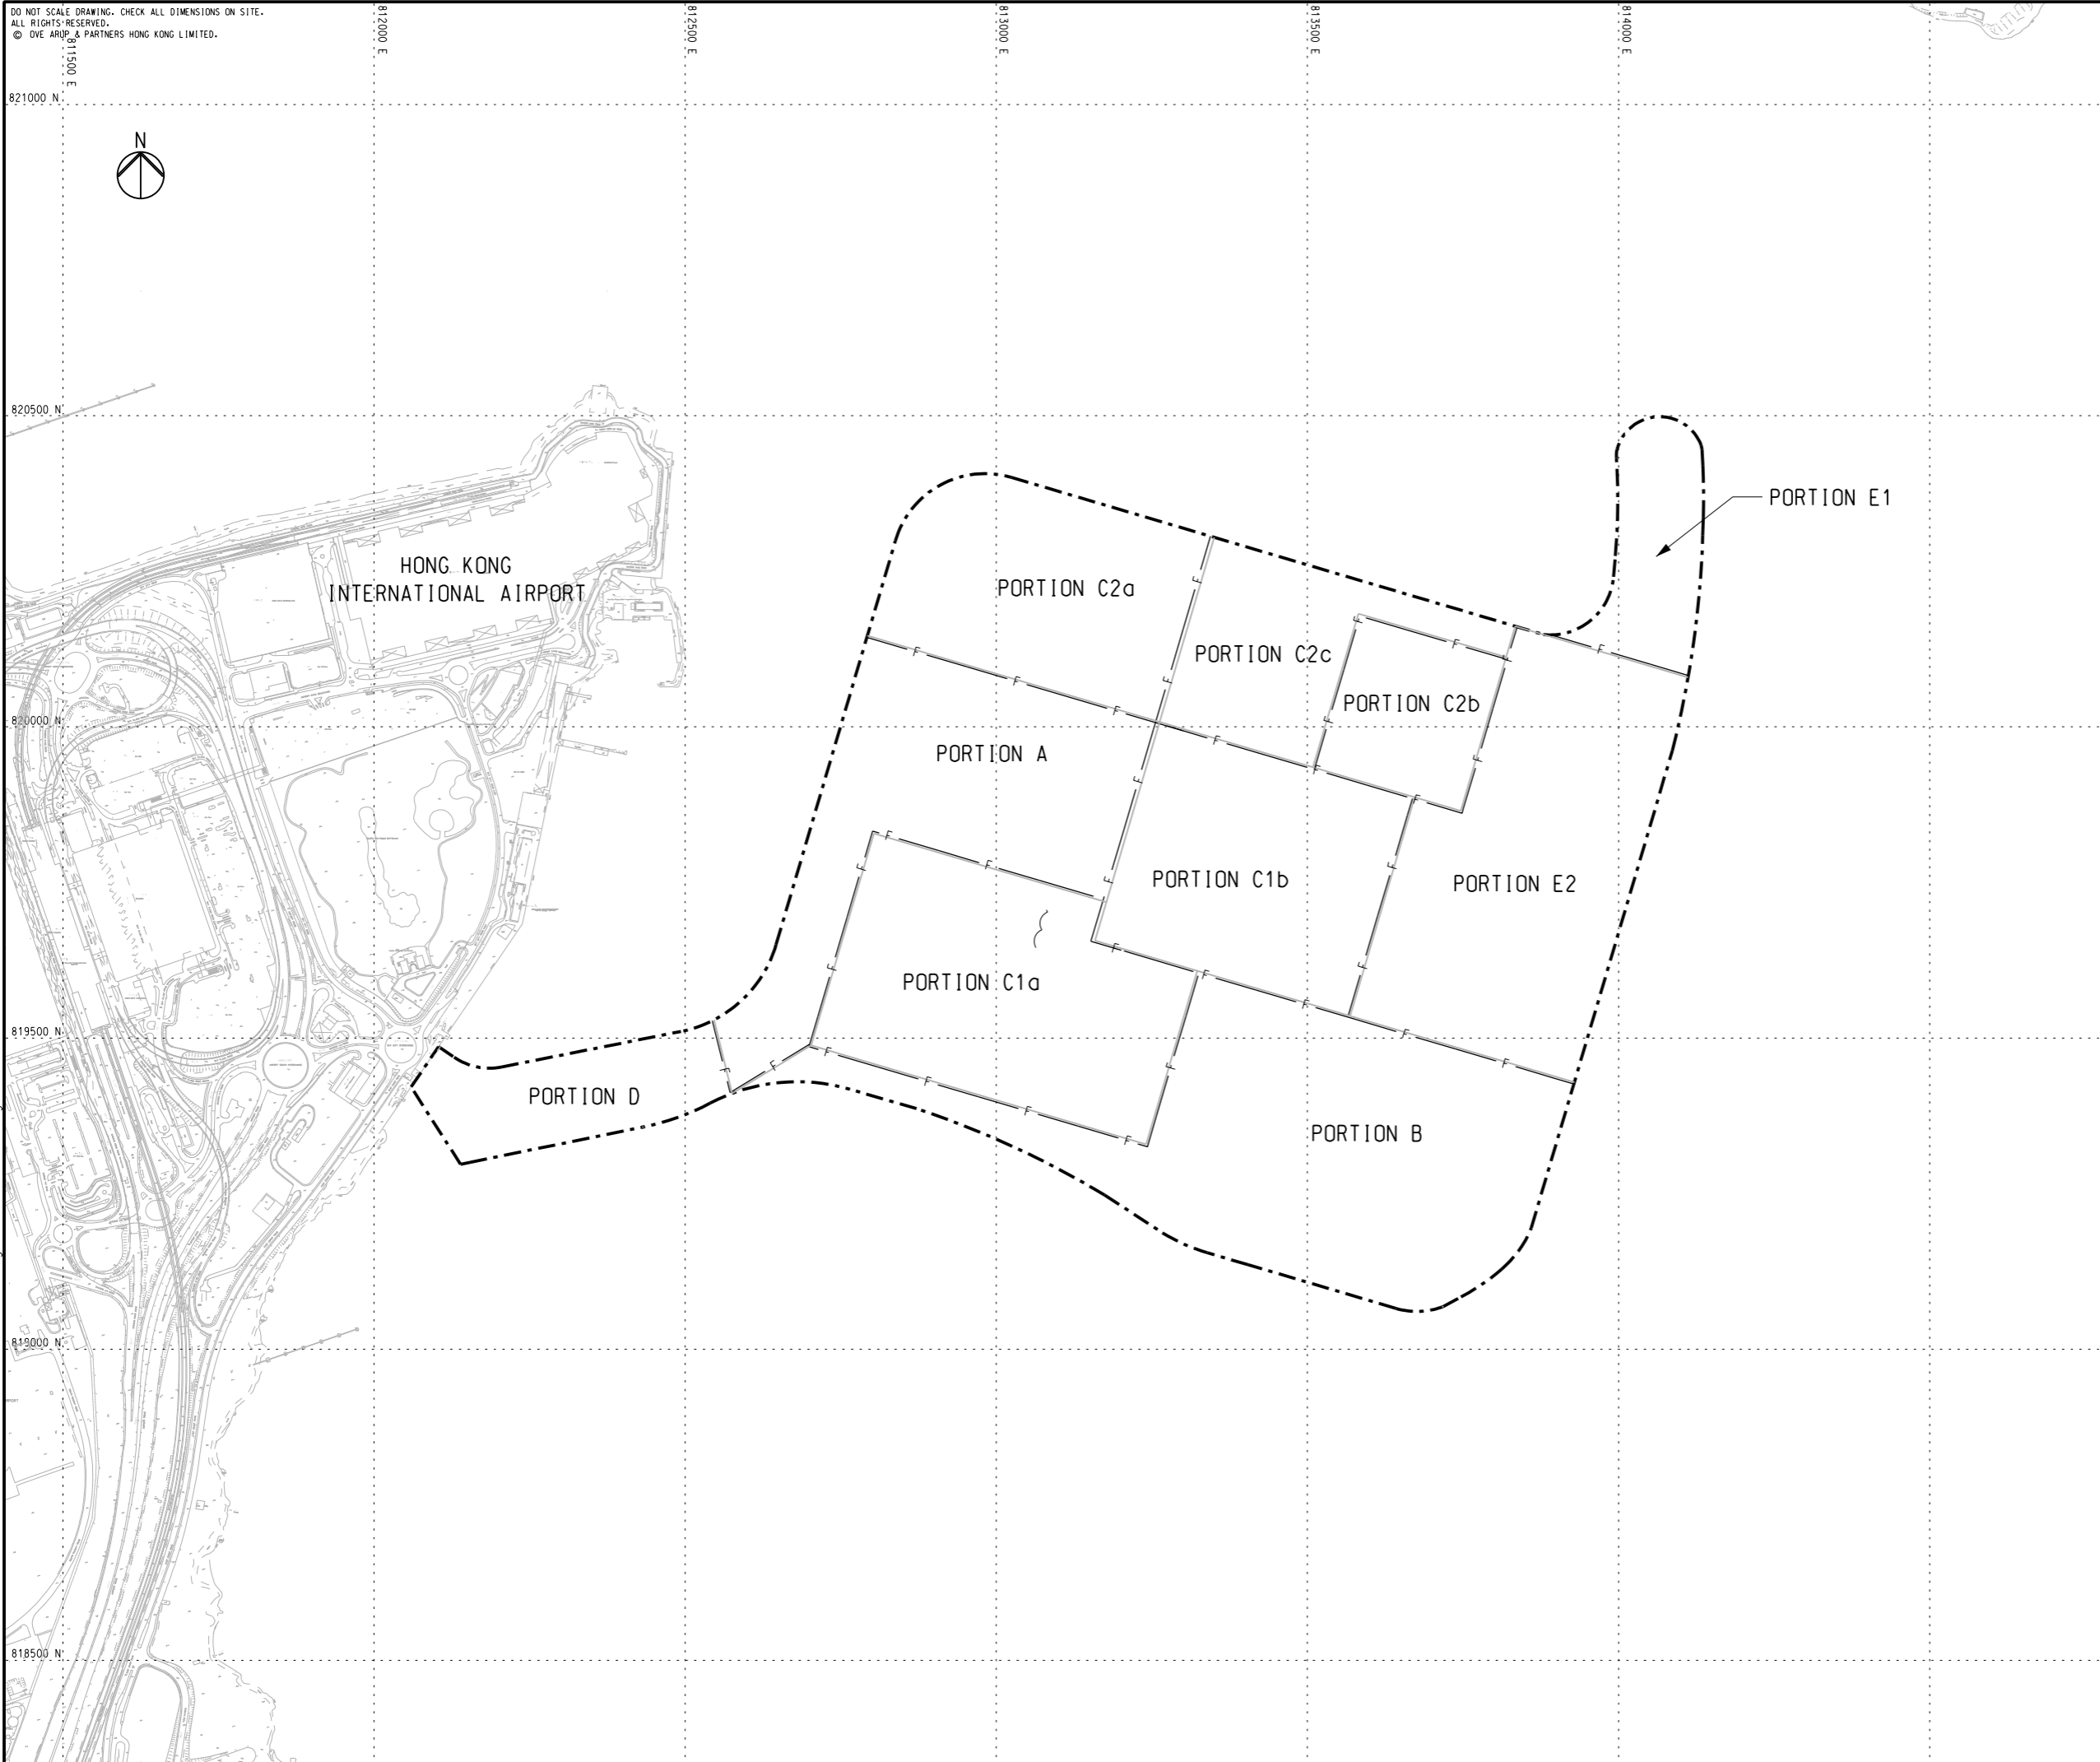 DO NOT SCALE DRAWING. CHECK ALL DIMENSIONS ON SITE.
ALL RIGHTS RESERVED.
© OVE ARUP & PARTNERS HONG KONG LIMITED.
811500 E
812000 E
812500 E
813000 E
813500 E
814000 E
821000 N
N
820500 N
PORTION E1
HONG KONG
INTERNATIONAL AIRPORT
PORTION C2a
PORTION C2c
PORTION C2b
820000 N
PORTION A
PORTION C1b
PORTION E2
PORTION C1a
819500 N
PORTION D
PORTION B
819000 N
818500 N